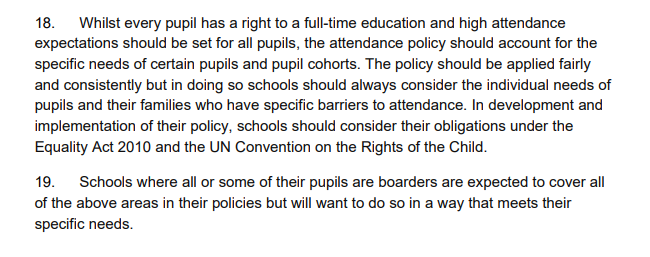 18. Whilst every pupil has a right to a full-time education and high attendance
expectations should be set for all pupils, the attendance policy should account for the
specific needs of certain pupils and pupil cohorts. The policy should be applied fairly
and consistently but in doing so schools should always consider the individual needs of
pupils and their families who have specific barriers to attendance. In development and
implementation of their policy, schools should consider their obligations under the
Equality Act 2010 and the UN Convention on the Rights of the Child.
19. Schools where all or some of their pupils are boarders are expected to cover all
of the above areas in their policies but will want to do so in a way that meets their
specific needs.